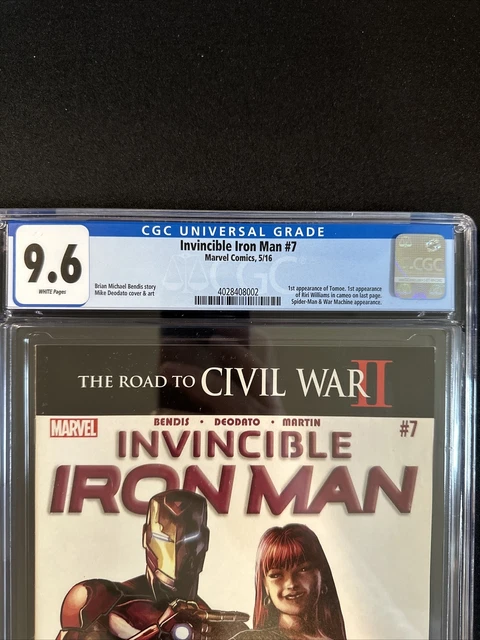 CGC UNIVERSAL GRADE
9.6
WHITE Pages
Invincible Iron Man #7
Marvel Comics, 5/16
Brian Michael Bendis story
Mike Deodato cover & art
4028408002
1st appearance of Tomoe. 1st appearance
of Riri Williams in cameo on last page.
Spider-Man & War Machine appearance.
CGC
THE ROAD TO CIVIL WAR II
MARVEL
BENDIS • DEODATO • MARTIN
#7
INVINCIBLE
IRON MAN